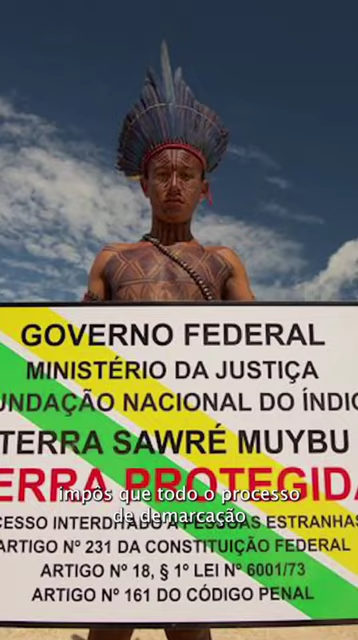 GOVERNO FEDERAL
MINISTÉRIO DA JUSTIÇA
UNDAÇÃO NACIONAL DO ÍNDIO
TERRA SAWRÉ MUYBU
ERRA PROTEGIDA
impôs que todo o processo
de demarcação
CESSO INTERDITADO A PESSOAS ESTRANHAS
ARTIGO Nº 231 DA CONSTITUIÇÃO FEDERAL
ARTIGO Nº 18, § 1º LEI Nº 6001/73
ARTIGO Nº 161 DO CÓDIGO PENAL